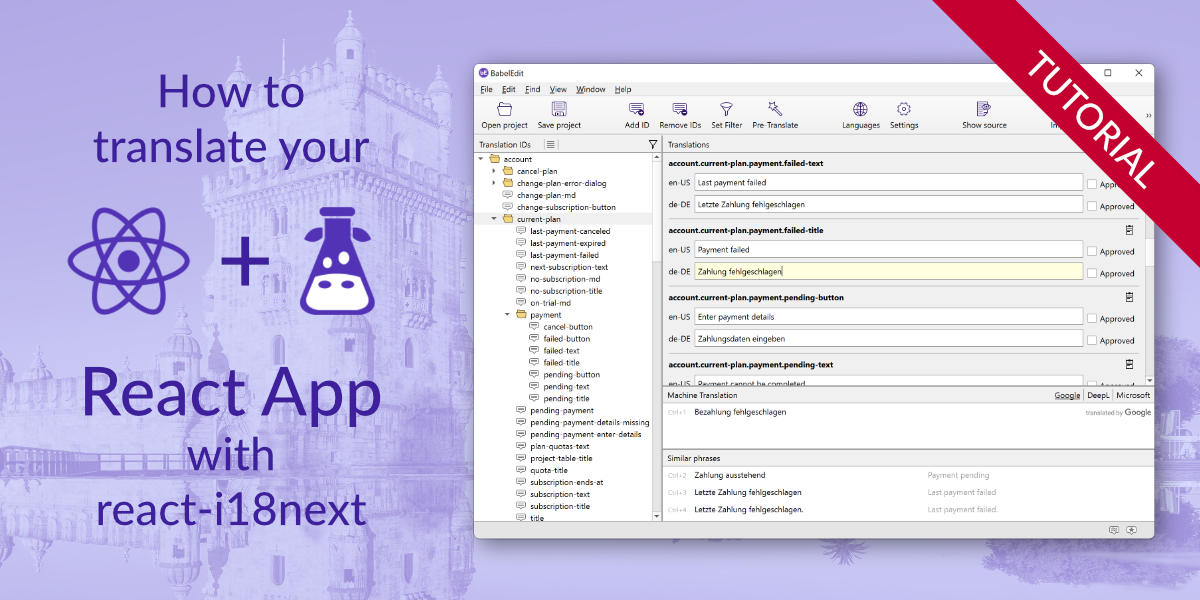 How to
translate your
React App
with
react-i18next
TUTORIAL
BabelEdit
File Edit Find View Window Help
Open project Save project Add ID Remove IDs Set Filter Pre-Translate Languages Settings Show source
Translation IDs
account
cancel-plan
change-plan-error-dialog
change-plan-md
change-subscription-button
current-plan
last-payment-canceled
last-payment-expired
last-payment-failed
next-subscription-text
no-subscription-md
no-subscription-title
on-trial-md
payment
cancel-button
failed-button
failed-text
failed-title
pending-button
pending-text
pending-title
pending-payment
pending-payment-details-missing
pending-payment-enter-details
plan-quotas-text
project-table-title
quota-title
subscription-ends-at
subscription-text
subscription-title
title
Translations
account.current-plan.payment.failed-text
en-US Last payment failed
de-DE Letzte Zahlung fehlgeschlagen Approved
account.current-plan.payment.failed-title
en-US Payment failed Approved
de-DE Zahlung fehlgeschlagen Approved
account.current-plan.payment.pending-button
en-US Enter payment details Approved
de-DE Zahlungsdaten eingeben Approved
account.current-plan.payment.pending-text
en-US Payment cannot be completed
Machine Translation Google DeepL Microsoft
Ctrl+1 Bezahlung fehlgeschlagen translated by Google
Similar phrases
Ctrl+2 Zahlung ausstehend Payment pending
Ctrl+3 Letzte Zahlung fehlgeschlagen Last payment failed
Ctrl+4 Letzte Zahlung fehlgeschlagen. Last payment failed.